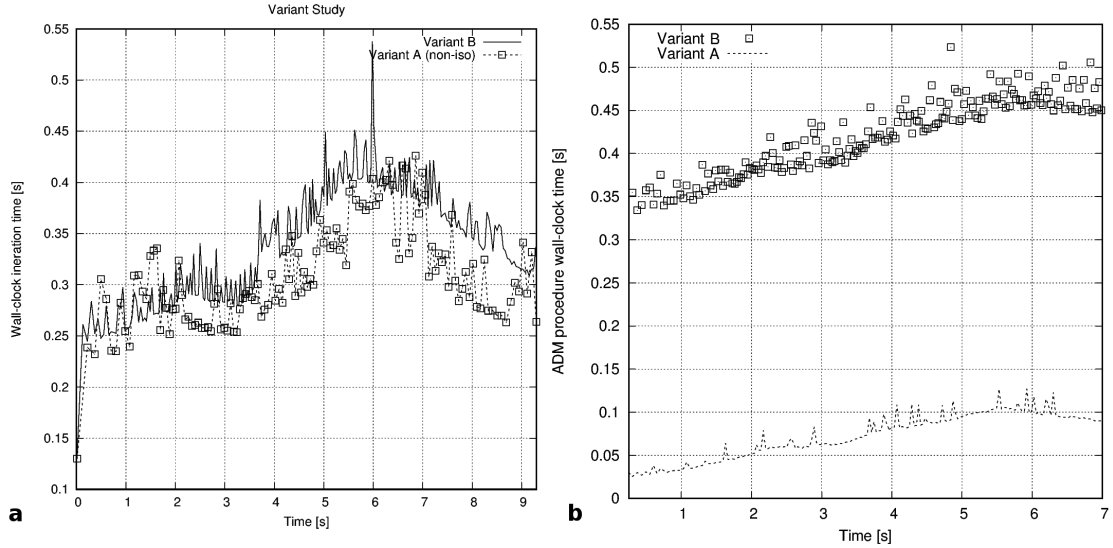 Variant Study
0.55
0.5
0.45
0.4
0.35
0.3
0.25
0.2
0.15
0.1
Wall-clock ineration time [s]
Variant B
Variant A (non-iso)
0 1 2 3 4 5 6 7 8 9
Time [s]
a
0.55
0.5
0.45
0.4
0.35
0.3
0.25
0.2
0.15
0.1
0.05
0
ADM procedure wall-clock time [s]
Variant B
Variant A
1 2 3 4 5 6 7
Time [s]
b